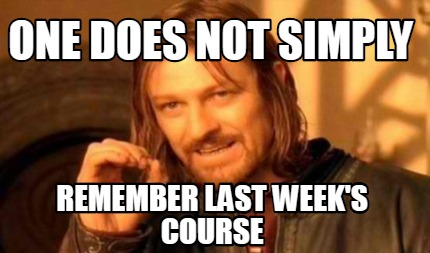 ONE DOES NOT SIMPLY
REMEMBER LAST WEEK'S
COURSE